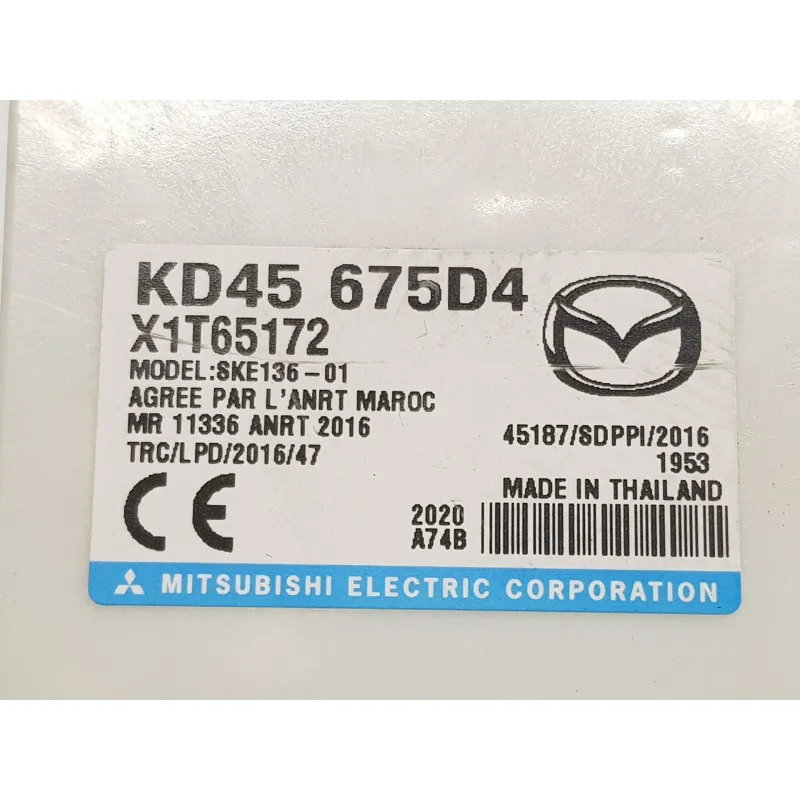 KD45 675D4
X1T65172
MODEL:SKE136-01
AGREE PAR L'ANRT MAROC
MR 11336 ANRT 2016
TRC/LPD/2016/47
45187/SDPPI/2016
1953
MADE IN THAILAND
CE
2020
A74B
MITSUBISHI ELECTRIC CORPORATION